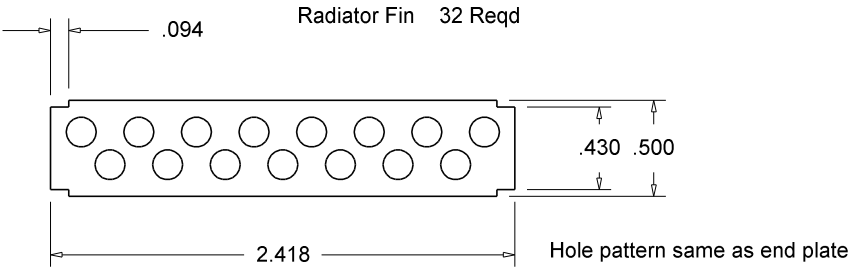 Radiator Fin    32 Reqd
.094
.430 .500
2.418
Hole pattern same as end plate